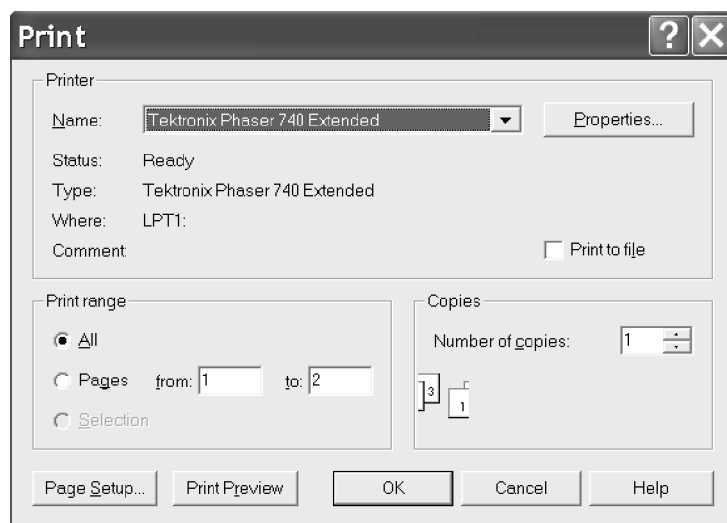 Print
Printer
Name: Tektronix Phaser 740 Extended Properties...
Status: Ready
Type: Tektronix Phaser 740 Extended
Where: LPT1:
Comment Print to file
Print range
All
Pages from: 1 to: 2
Selection
Copies
Number of copies: 1
3
1
Page Setup... Print Preview OK Cancel Help